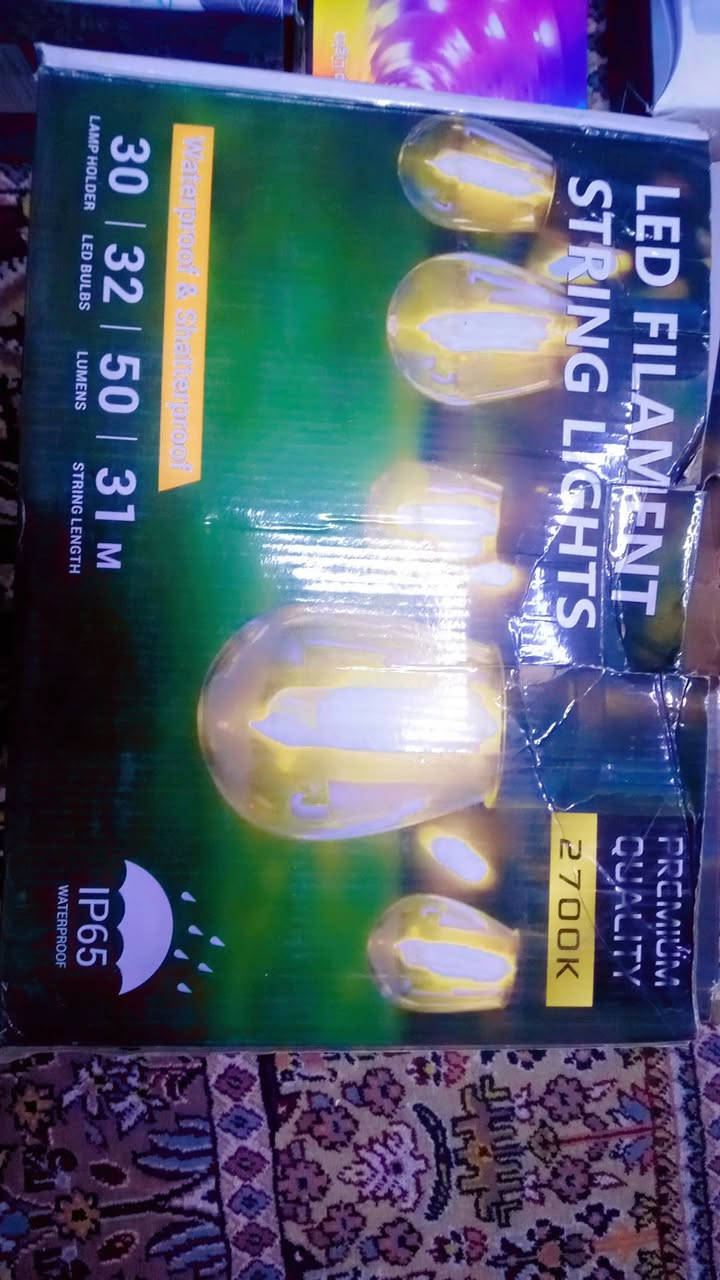 LED FILAMENT
STRING LIGHTS
PREMIUM
QUALITY
2700K
Waterproof & Shatterproof
30 | 32 | 50 | 31 M
LAMP HOLDER LED BULBS LUMENS STRING LENGTH
IP65
WATERPROOF